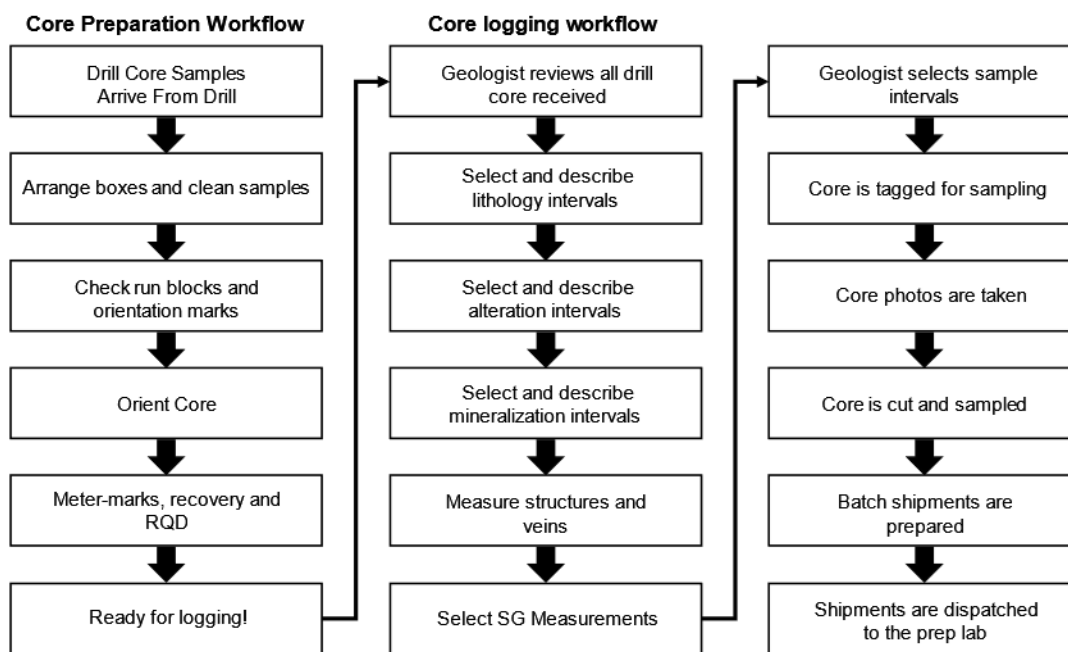 Core Preparation Workflow
Drill Core Samples
Arrive From Drill
Arrange boxes and clean samples
Check run blocks and
orientation marks
Orient Core
Meter-marks, recovery and
RQD
Ready for logging!
Core logging workflow
Geologist reviews all drill
core received
Select and describe
lithology intervals
Select and describe
alteration intervals
Select and describe
mineralization intervals
Measure structures and
veins
Select SG Measurements
Geologist selects sample
intervals
Core is tagged for sampling
Core photos are taken
Core is cut and sampled
Batch shipments are
prepared
Shipments are dispatched
to the prep lab